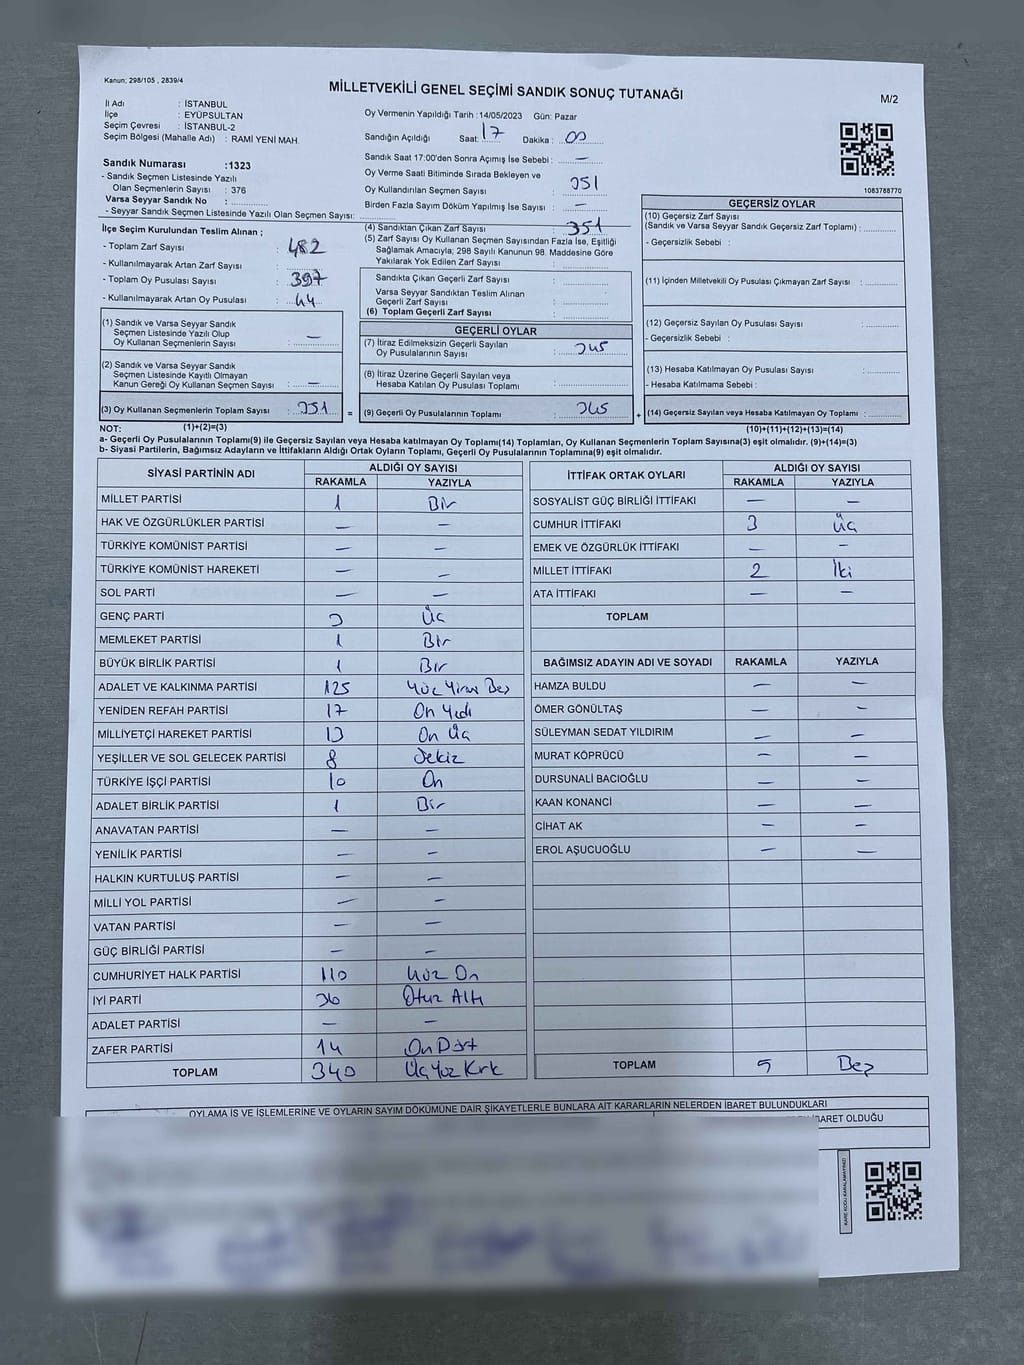 Kanun; 298/105 , 2839/4
MİLLETVEKİLİ GENEL SEÇİMİ SANDIK SONUÇ TUTANAĞI
M/2
İl Adı : İSTANBUL
İlçe : EYÜPSULTAN
Seçim Çevresi : İSTANBUL-2
Seçim Bölgesi (Mahalle Adı) : RAMİ YENİ MAH.
Sandık Numarası :1323
- Sandık Seçmen Listesinde Yazılı
Olan Seçmenlerin Sayısı : 376
Varsa Seyyar Sandık No :
- Seyyar Sandık Seçmen Listesinde Yazılı Olan Seçmen Sayısı:
Oy Vermenin Yapıldığı Tarih :14/05/2023 Gün: Pazar
Sandığın Açıldığı Saat: 17 Dakika : 00
Sandık Saat 17:00'den Sonra Açımış İse Sebebi : —
Oy Verme Saati Bitiminde Sırada Bekleyen ve
Oy Kullandırılan Seçmen Sayısı : 351
Birden Fazla Sayım Döküm Yapılmış İse Sayısı : —
1083788770
İlçe Seçim Kurulundan Teslim Alınan ;
- Toplam Zarf Sayısı : 482
- Kullanılmayarak Artan Zarf Sayısı :
- Toplam Oy Pusulası Sayısı : 397
- Kullanılmayarak Artan Oy Pusulası : 44
(1) Sandık ve Varsa Seyyar Sandık
Seçmen Listesinde Yazılı Olup
Oy Kullanan Seçmenlerin Sayısı : —
(2) Sandık ve Varsa Seyyar Sandık
Seçmen Listesinde Kayıtlı Olmayan
Kanun Gereği Oy Kullanan Seçmen Sayısı : —
(3) Oy Kullanan Seçmenlerin Toplam Sayısı : 351 =
(4) Sandıktan Çıkan Zarf Sayısı : 351
(5) Zarf Sayısı Oy Kullanan Seçmen Sayısından Fazla İse, Eşitliği
Sağlamak Amacıyla; 298 Sayılı Kanunun 98. Maddesine Göre
Yakılarak Yok Edilen Zarf Sayısı :
Sandıkta Çıkan Geçerli Zarf Sayısı :
Varsa Seyyar Sandıktan Teslim Alınan
Geçerli Zarf Sayısı :
(6) Toplam Geçerli Zarf Sayısı :
GEÇERLİ OYLAR
(7) İtiraz Edilmeksizin Geçerli Sayılan
Oy Pusulalarının Sayısı : 345
(8) İtiraz Üzerine Geçerli Sayılan veya
Hesaba Katılan Oy Pusulası Toplamı :
(9) Geçerli Oy Pusulalarının Toplamı : 345 +
GEÇERSİZ OYLAR
(10) Geçersiz Zarf Sayısı
(Sandık ve Varsa Seyyar Sandık Geçersiz Zarf Toplamı) :
- Geçersizlik Sebebi :
(11) İçinden Milletvekili Oy Pusulası Çıkmayan Zarf Sayısı :
(12) Geçersiz Sayılan Oy Pusulası Sayısı :
- Geçersizlik Sebebi :
(13) Hesaba Katılmayan Oy Pusulası Sayısı :
- Hesaba Katılmama Sebebi :
(14) Geçersiz Sayılan veya Hesaba Katılmayan Oy Toplamı :
NOT: (1)+(2)=(3) (10)+(11)+(12)+(13)=(14)
a- Geçerli Oy Pusulalarının Toplamı(9) ile Geçersiz Sayılan veya Hesaba katılmayan Oy Toplamı(14) Toplamları, Oy Kullanan Seçmenlerin Toplam Sayısına(3) eşit olmalıdır. (9)+(14)=(3)
b- Siyasi Partilerin, Bağımsız Adayların ve İttifakların Aldığı Ortak Oyların Toplamı, Geçerli Oy Pusulalarının Toplamına(9) eşit olmalıdır.
SİYASİ PARTİNİN ADI ALDIĞI OY SAYISI
RAKAMLA YAZIYLA
MİLLET PARTİSİ 1 Bir
HAK VE ÖZGÜRLÜKLER PARTİSİ — —
TÜRKİYE KOMÜNİST PARTİSİ — —
TÜRKİYE KOMÜNİST HAREKETİ — —
SOL PARTİ — —
GENÇ PARTİ 3 Üç
MEMLEKET PARTİSİ 1 Bir
BÜYÜK BİRLİK PARTİSİ 1 Bir
ADALET VE KALKINMA PARTİSİ 125 Yüz Yirmi Beş
YENİDEN REFAH PARTİSİ 17 On Yedi
MİLLİYETÇİ HAREKET PARTİSİ 13 On Üç
YEŞİLLER VE SOL GELECEK PARTİSİ 8 Sekiz
TÜRKİYE İŞÇİ PARTİSİ 10 On
ADALET BİRLİK PARTİSİ 1 Bir
ANAVATAN PARTİSİ — —
YENİLİK PARTİSİ — —
HALKIN KURTULUŞ PARTİSİ — —
MİLLİ YOL PARTİSİ — —
VATAN PARTİSİ — —
GÜÇ BİRLİĞİ PARTİSİ — —
CUMHURİYET HALK PARTİSİ 110 Yüz On
İYİ PARTİ 36 Otuz Altı
ADALET PARTİSİ — —
ZAFER PARTİSİ 14 On Dört
TOPLAM 340 Üç Yüz Kırk
İTTİFAK ORTAK OYLARI ALDIĞI OY SAYISI
RAKAMLA YAZIYLA
SOSYALİST GÜÇ BİRLİĞİ İTTİFAKI — —
CUMHUR İTTİFAKI 3 Üç
EMEK VE ÖZGÜRLÜK İTTİFAKI — —
MİLLET İTTİFAKI 2 İki
ATA İTTİFAKI — —
TOPLAM
BAĞIMSIZ ADAYIN ADI VE SOYADI RAKAMLA YAZIYLA
HAMZA BULDU — —
ÖMER GÖNÜLTAŞ — —
SÜLEYMAN SEDAT YILDIRIM — —
MURAT KÖPRÜCÜ — —
DURSUNALİ BACIOĞLU — —
KAAN KONANCİ — —
CİHAT AK — —
EROL AŞUCUOĞLU — —
TOPLAM 5 Beş
OYLAMA İŞ VE İŞLEMLERİNE VE OYLARIN SAYIM DÖKÜMÜNE DAİR ŞİKAYETLERLE BUNLARA AİT KARARLARIN NELERDEN İBARET BULUNDUKLARI
İBARET OLDUĞU
KARE KODU KARALAMAYINIZ!